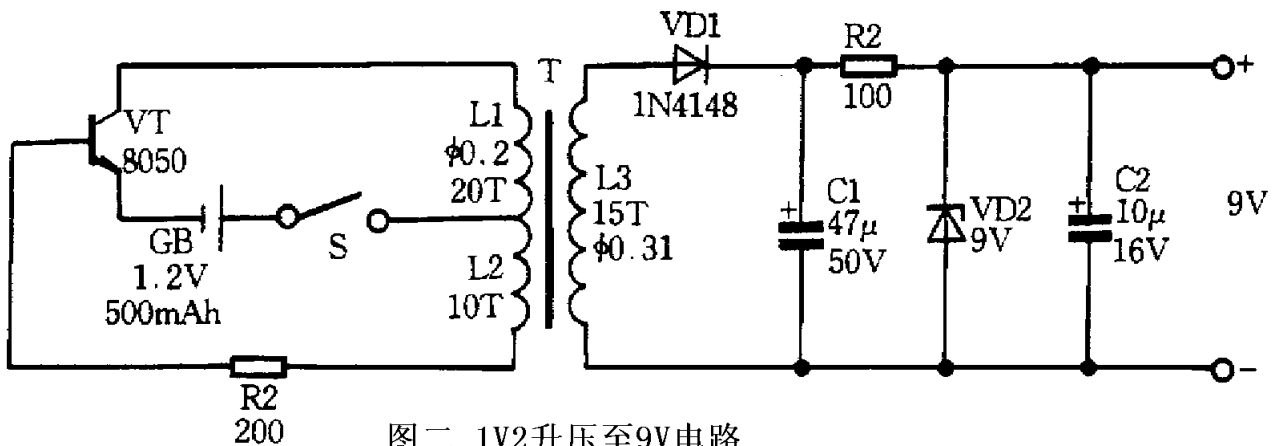 VD1
1N4148
R2
100
+
T
VT
8050
L1
ϕ0.2
20T
L3
15T
ϕ0.31
+
C1
47μ
50V
VD2
9V
+
C2
10μ
16V
9V
GB
1.2V
500mAh
S
L2
10T
R2
200
-
图二 1V2升压至9V电路